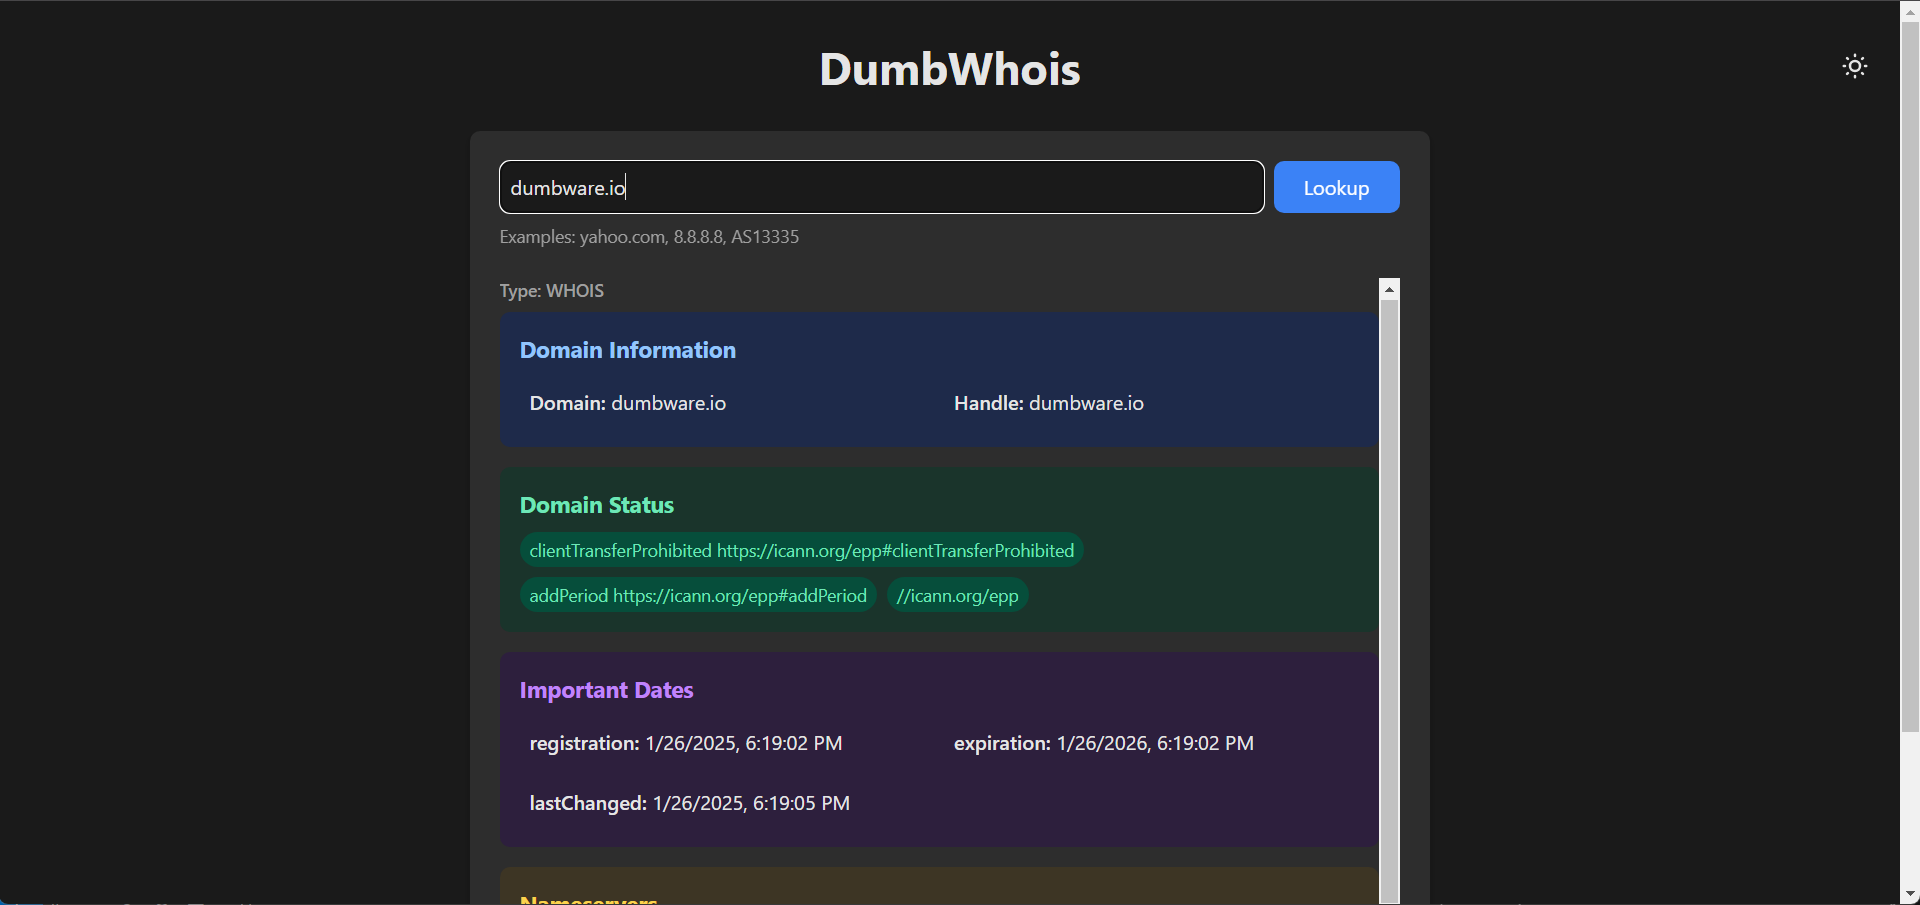 DumbWhois
dumbware.io
Lookup
Examples: yahoo.com, 8.8.8.8, AS13335
Type: WHOIS
Domain Information
Domain: dumbware.io
Handle: dumbware.io
Domain Status
clientTransferProhibited https://icann.org/epp#clientTransferProhibited
addPeriod https://icann.org/epp#addPeriod
//icann.org/epp
Important Dates
registration: 1/26/2025, 6:19:02 PM
expiration: 1/26/2026, 6:19:02 PM
lastChanged: 1/26/2025, 6:19:05 PM
Nameservers